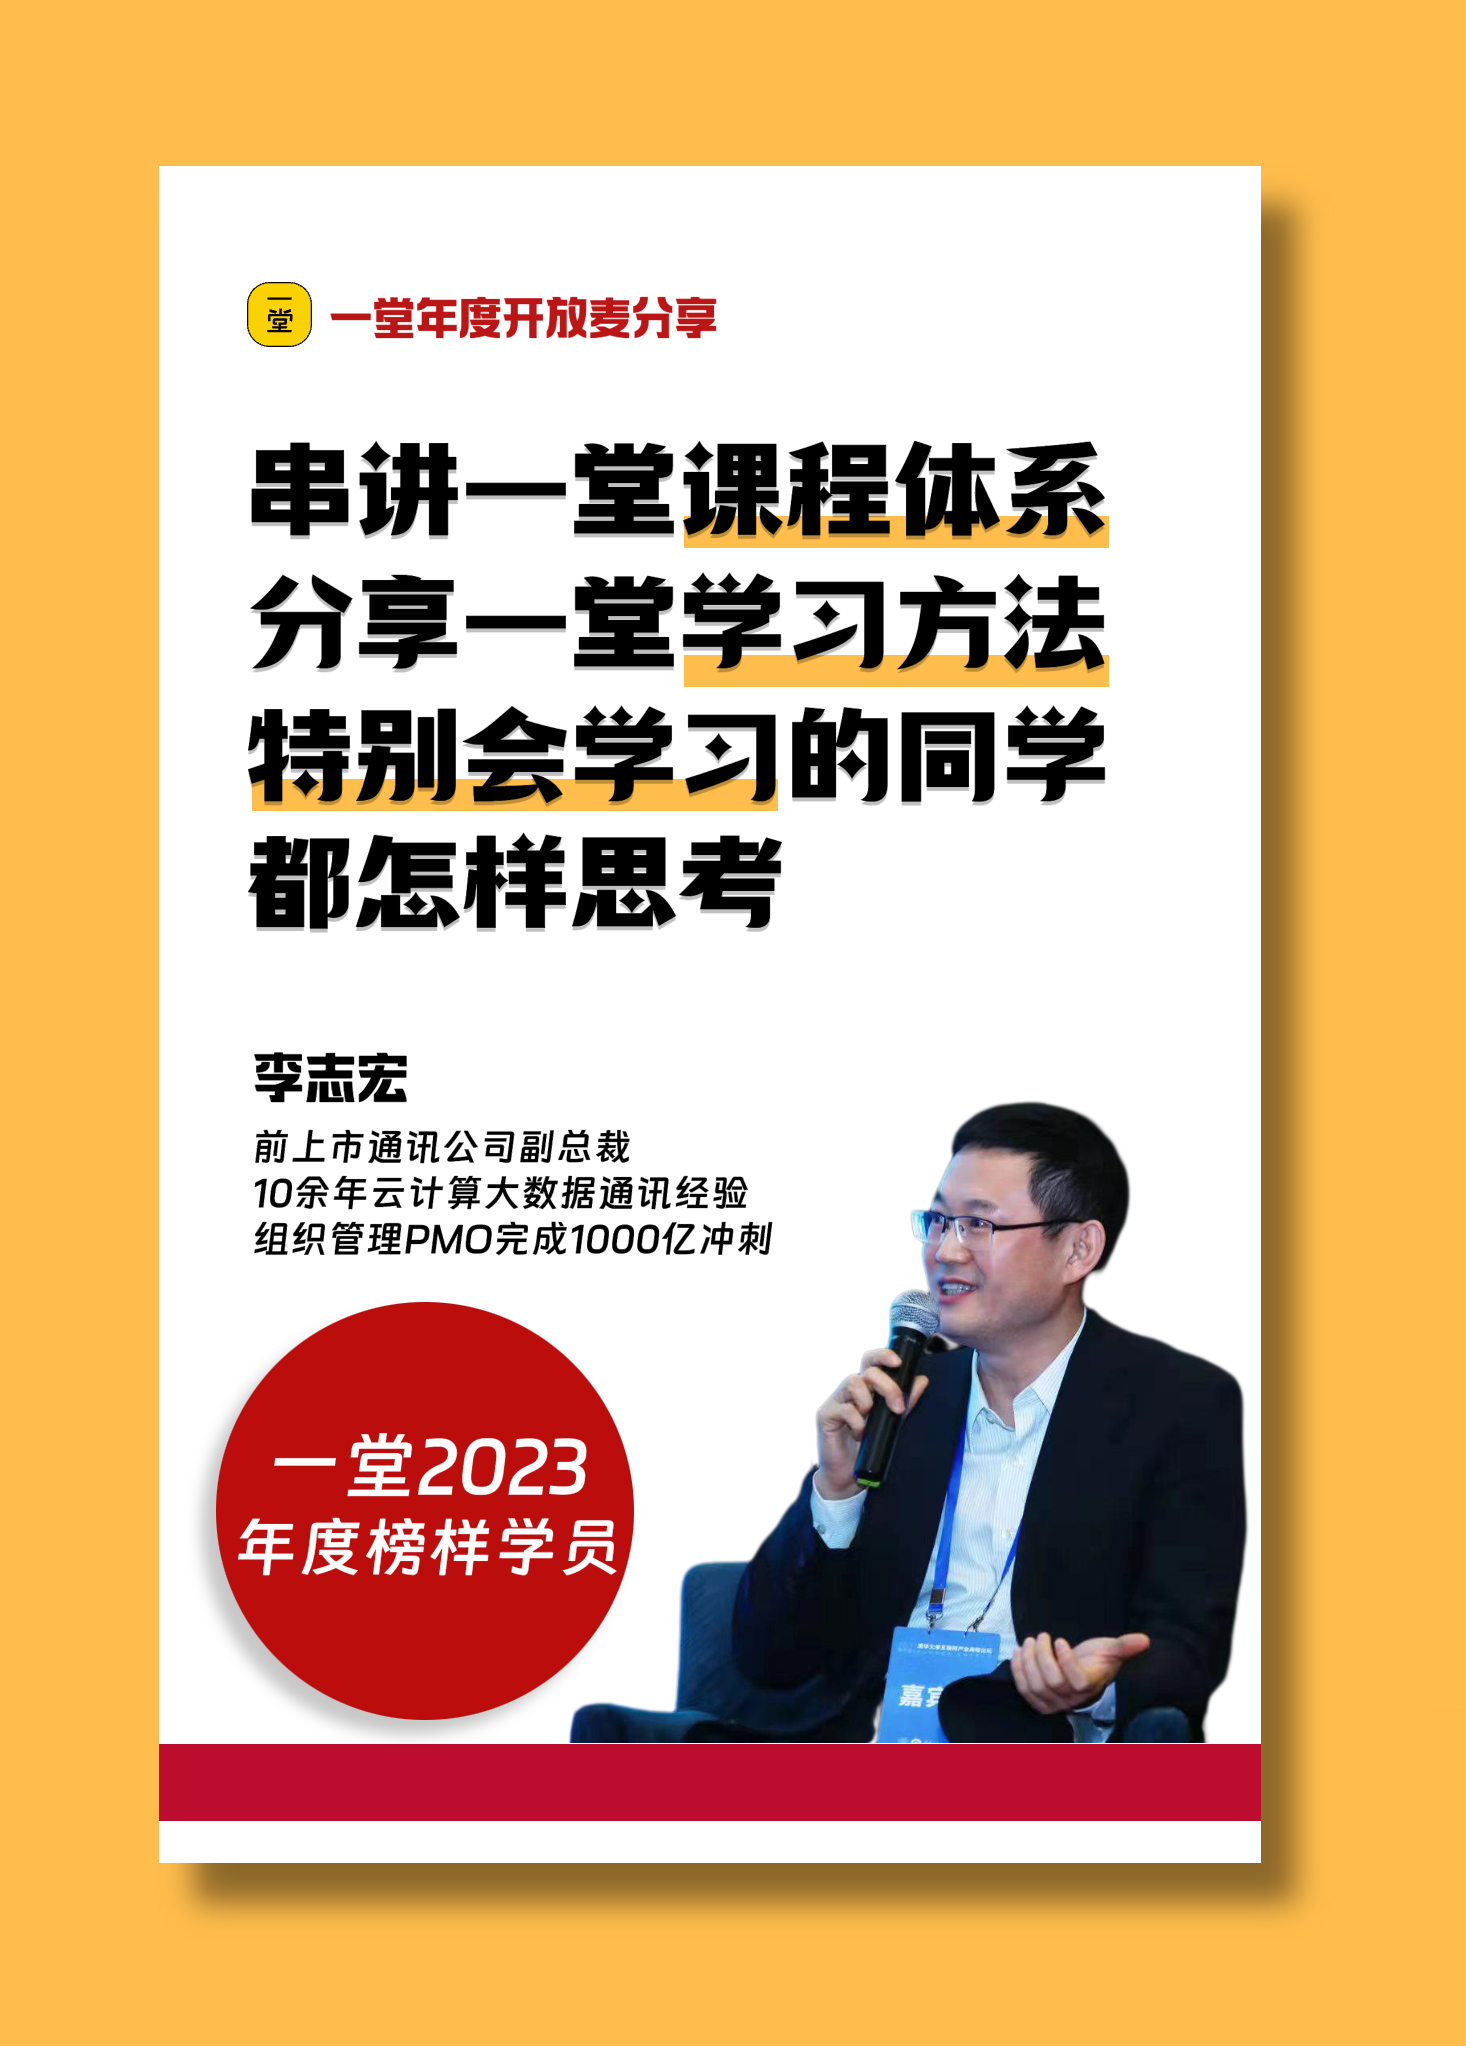 一堂
一堂年度开放麦分享
串讲一堂课程体系
分享一堂学习方法
特别会学习的同学
都怎样思考
李志宏
前上市通讯公司副总裁
10余年云计算大数据通讯经验
组织管理PMO完成1000亿冲刺
一堂2023
年度榜样学员
嘉宾